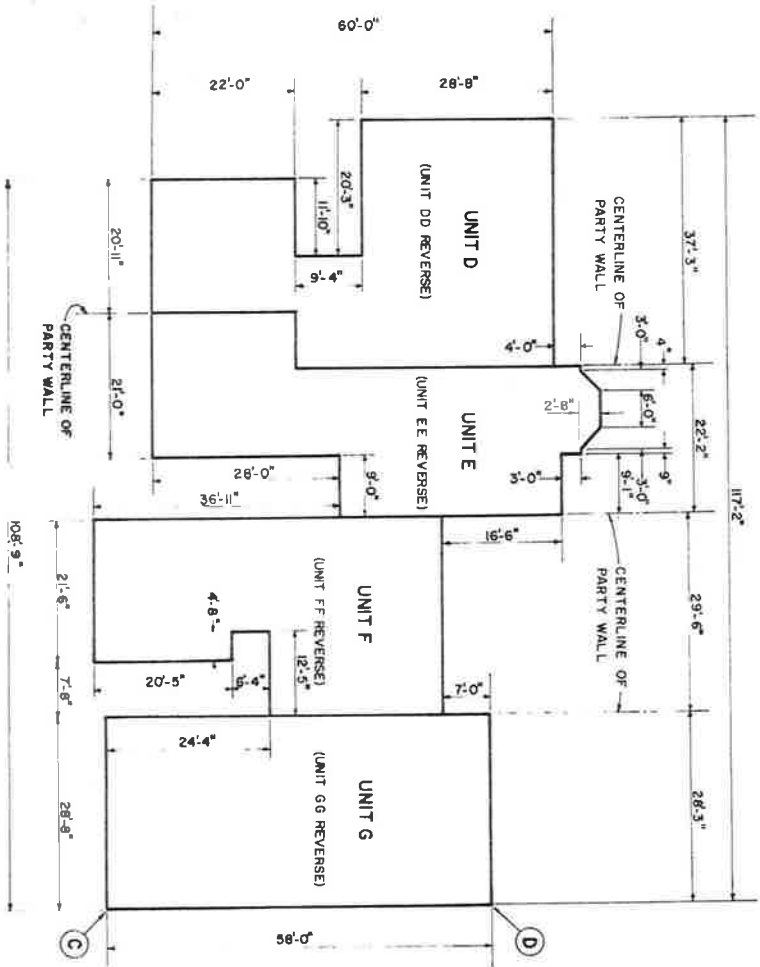 60'-0"
22'-0"
28'-8"
20'-3"
11'-10"
9'-4"
UNIT D
(UNIT DD REVERSE)
37'-3"
CENTERLINE OF
PARTY WALL
20'-11"
CENTERLINE OF
PARTY WALL
21'-0"
4'-0"
3'-0"
4"
6'-0"
2'-8"
22'-2"
117'-2"
UNIT E
(UNIT EE REVERSE)
3'-0"
9'-1"
3'-0"
9"
28'-0"
9'-0"
36'-11"
16'-6"
CENTERLINE OF
PARTY WALL
29'-6"
108'-9"
21'-6"
4'-8"
UNIT F
(UNIT FF REVERSE)
12'-5"
20'-5"
6'-4"
7'-8"
7'-0"
24'-4"
UNIT G
(UNIT GG REVERSE)
28'-8"
28'-3"
58'-0"
C
D